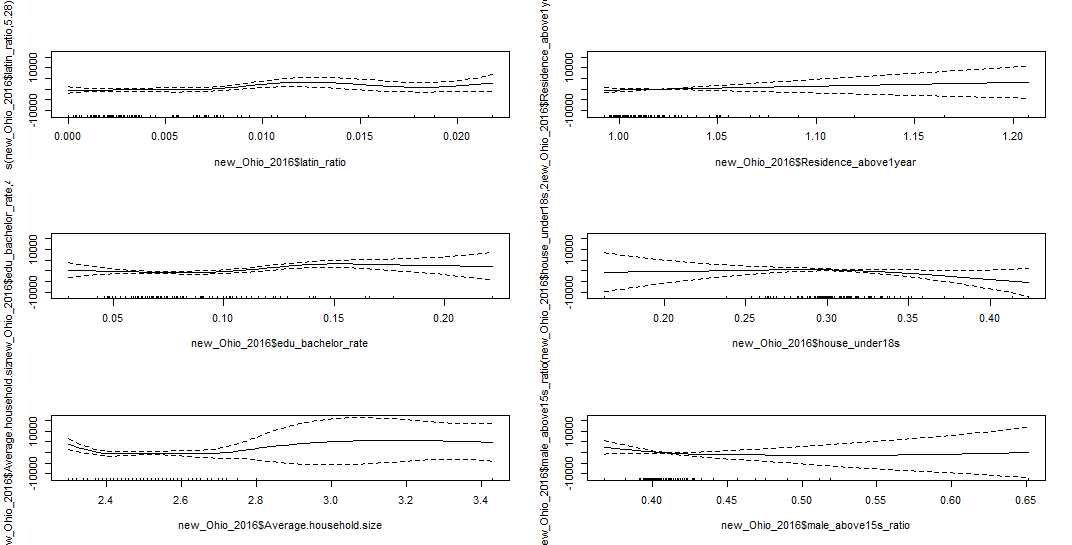 s(new_Ohio_2016$latin_ratio,5.28)
10000
-10000
0.000 0.005 0.010 0.015 0.020
new_Ohio_2016$latin_ratio
new_Ohio_2016$Residence_above1ye
10000
-10000
1.00 1.05 1.10 1.15 1.20
new_Ohio_2016$Residence_above1year
new_Ohio_2016$edu_bachelor_rate,
10000
-10000
0.05 0.10 0.15 0.20
new_Ohio_2016$edu_bachelor_rate
new_Ohio_2016$house_under18s,2
10000
-10000
0.20 0.25 0.30 0.35 0.40
new_Ohio_2016$house_under18s
w_Ohio_2016$Average.household.siz
10000
-10000
2.4 2.6 2.8 3.0 3.2 3.4
new_Ohio_2016$Average.household.size
ew_Ohio_2016$male_above15s_ratio
10000
-10000
0.40 0.45 0.50 0.55 0.60 0.65
new_Ohio_2016$male_above15s_ratio